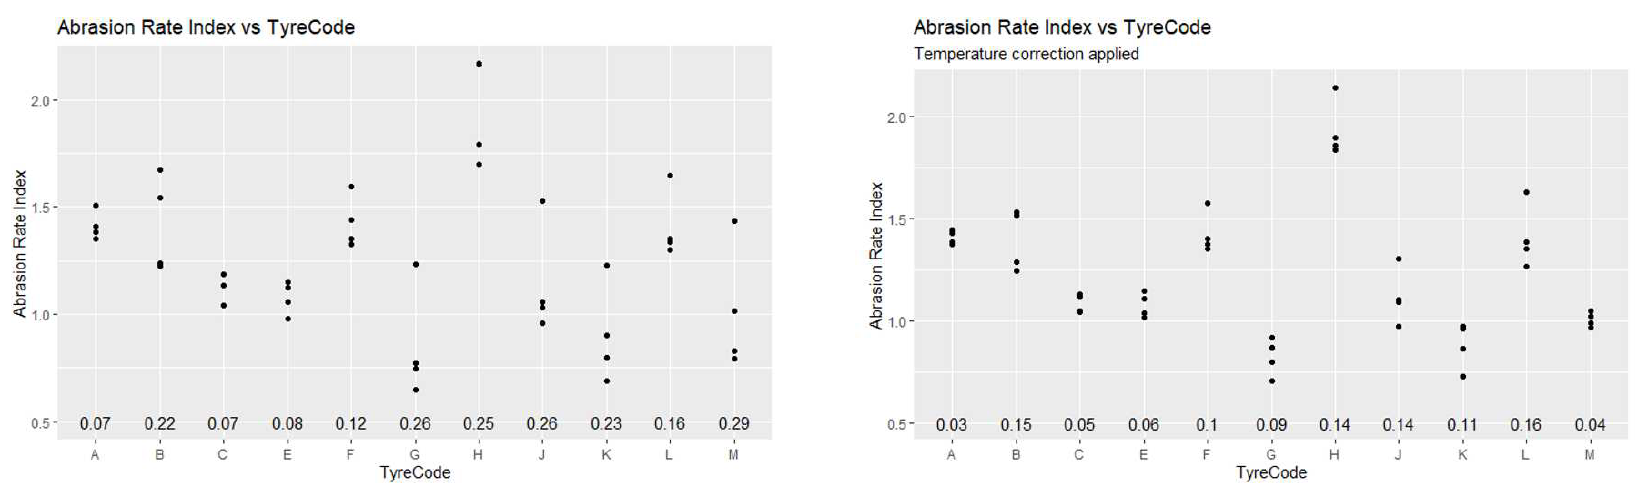 Abrasion Rate Index vs TyreCode
2.0
1.5
1.0
0.5
Abrasion Rate Index
0.07 0.22 0.07 0.08 0.12 0.26 0.25 0.26 0.23 0.16 0.29
A B C E F G H J K L M
TyreCode
Abrasion Rate Index vs TyreCode
Temperature correction applied
2.0
1.5
1.0
0.5
Abrasion Rate Index
0.03 0.15 0.05 0.06 0.1 0.09 0.14 0.14 0.11 0.16 0.04
A B C E F G H J K L M
TyreCode